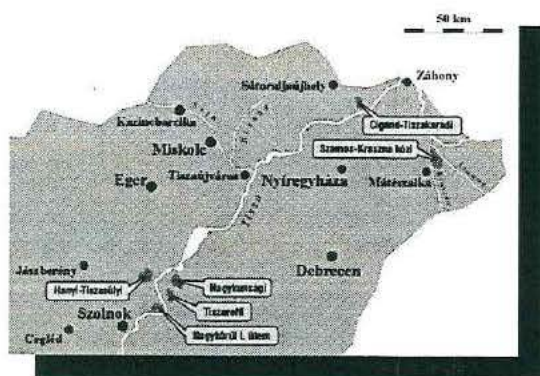 50 km
Záhony
Sátoraljaújhely
Cigánd-Tiszakarádi
Kazincbarcika
Miskolc
Szamos-Kraszna közi
Tiszaújváros
Nyíregyháza
Mátészalka
Eger
Tisza
Jászberény
Hanyi-Tiszasülyi
Nagykunsági
Debrecen
Tiszaroffi
Szolnok
Nagykörűi I. ütem
Cegléd